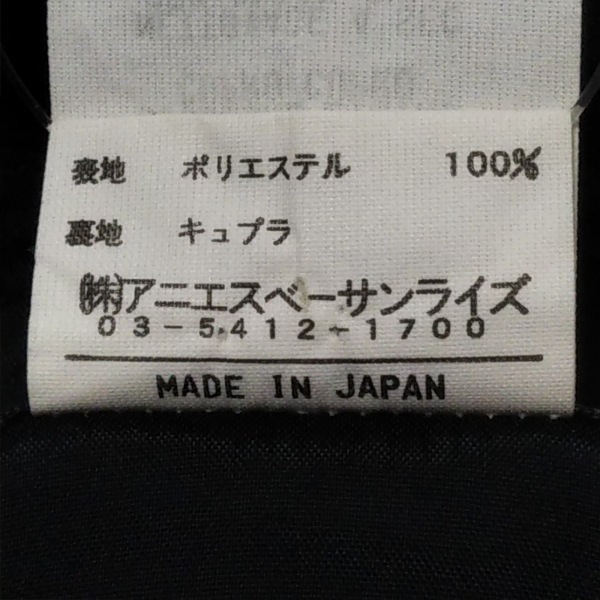 表地 ポリエステル 100%
裏地 キュプラ
㈱アニエスベーサンライズ
03-5412-1700
MADE IN JAPAN